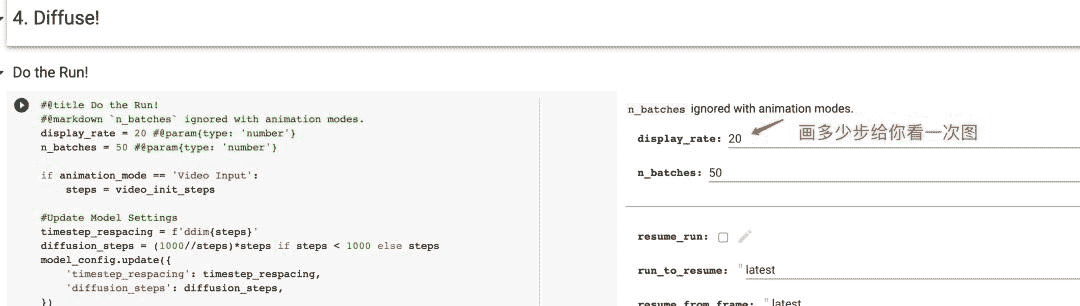 4. Diffuse!
Do the Run!
#@title Do the Run!
#@markdown `n_batches` ignored with animation modes.
display_rate = 20 #@param{type: 'number'}
n_batches = 50 #@param{type: 'number'}
if animation_mode == 'Video Input':
    steps = video_init_steps
#Update Model Settings
timestep_respacing = f'ddim{steps}'
diffusion_steps = (1000//steps)*steps if steps < 1000 else steps
model_config.update({
    'timestep_respacing': timestep_respacing,
    'diffusion_steps': diffusion_steps,
})
n_batches ignored with animation modes.
display_rate: 20 画多少步给你看一次图
n_batches: 50
resume_run:
run_to_resume: "latest
resume_from_frame: "latest